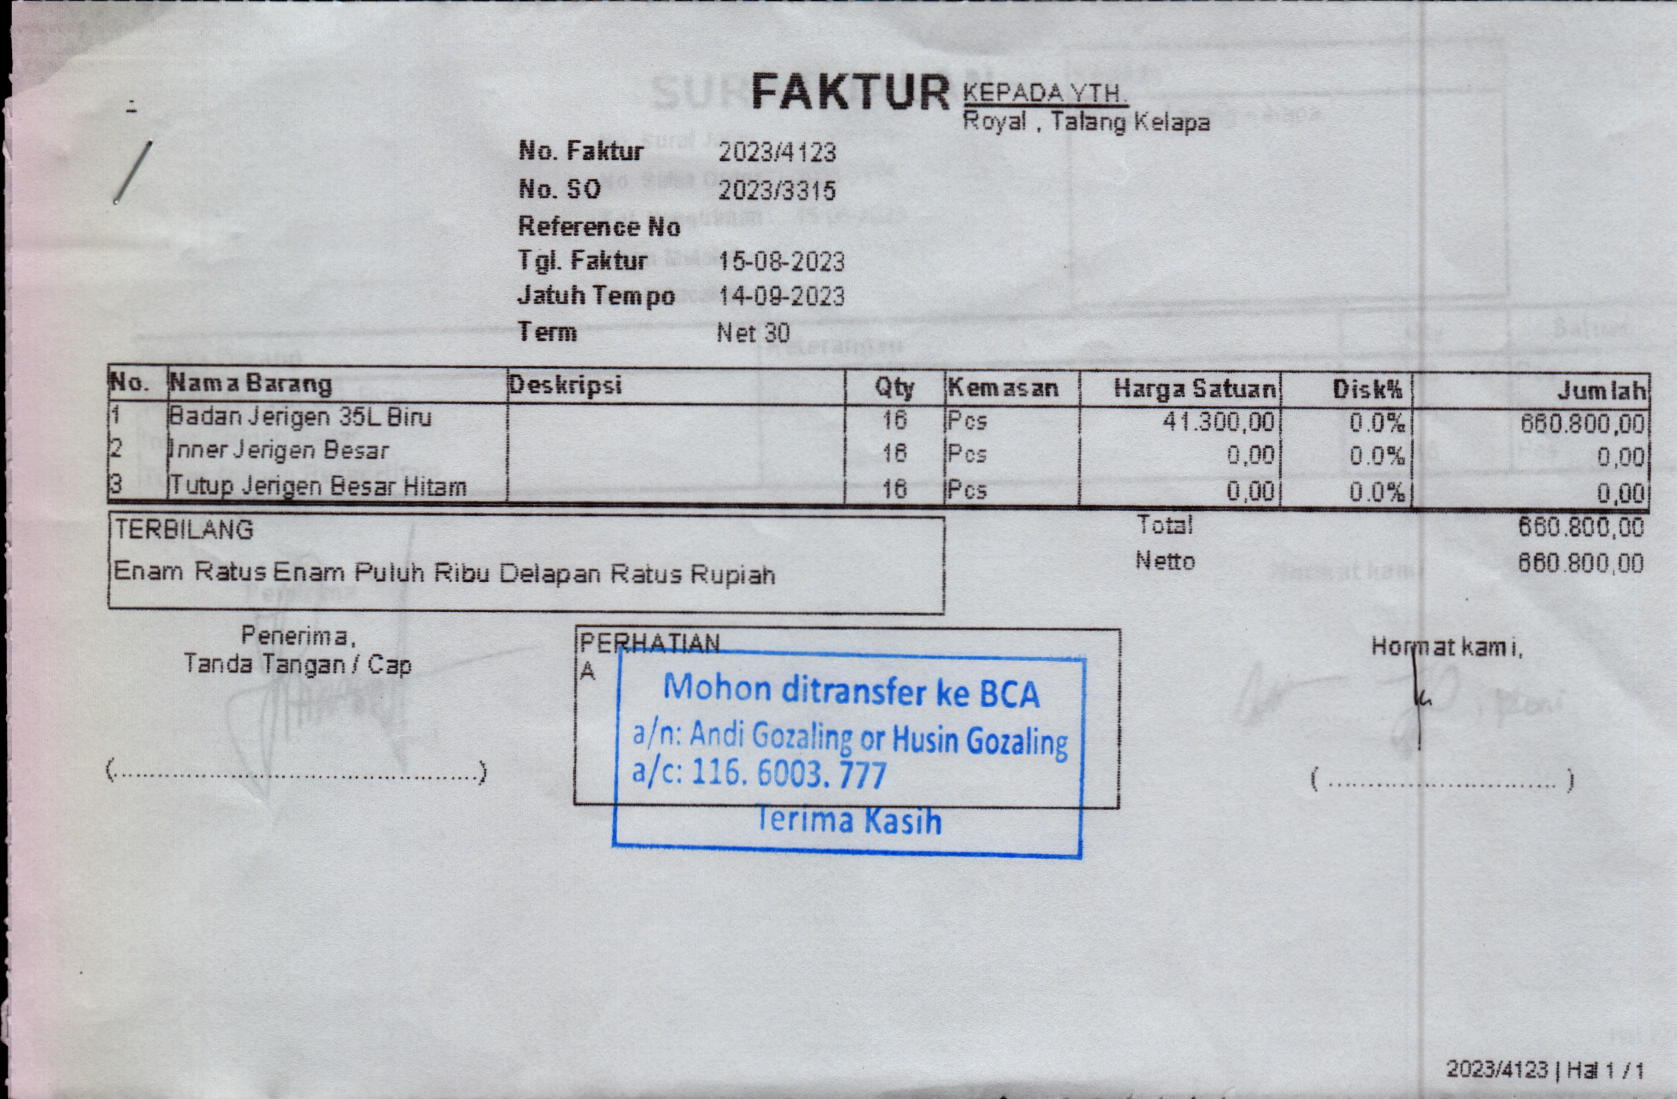 FAKTUR
KEPADA YTH.
Royal , Talang Kelapa
No. Faktur 2023/4123
No. SO 2023/3315
Reference No
Tgl. Faktur 15-08-2023
Jatuh Tempo 14-09-2023
Term Net 30
No. Nama Barang Deskripsi Qty Kemasan Harga Satuan Disk% Jumlah
1 Badan Jerigen 35L Biru 16 Pcs 41.300,00 0.0% 660.800,00
2 Inner Jerigen Besar 16 Pcs 0,00 0.0% 0,00
3 Tutup Jerigen Besar Hitam 16 Pcs 0,00 0.0% 0,00
Total 660.800,00
Netto 660.800,00
TERBILANG
Enam Ratus Enam Puluh Ribu Delapan Ratus Rupiah
Penerima,
Tanda Tangan / Cap
(............................................)
PERHATIAN
A
Mohon ditransfer ke BCA
a/n: Andi Gozaling or Husin Gozaling
a/c: 116. 6003. 777
Terima Kasih
Hormat kami,
( ............................ )
2023/4123 | Hal 1 / 1